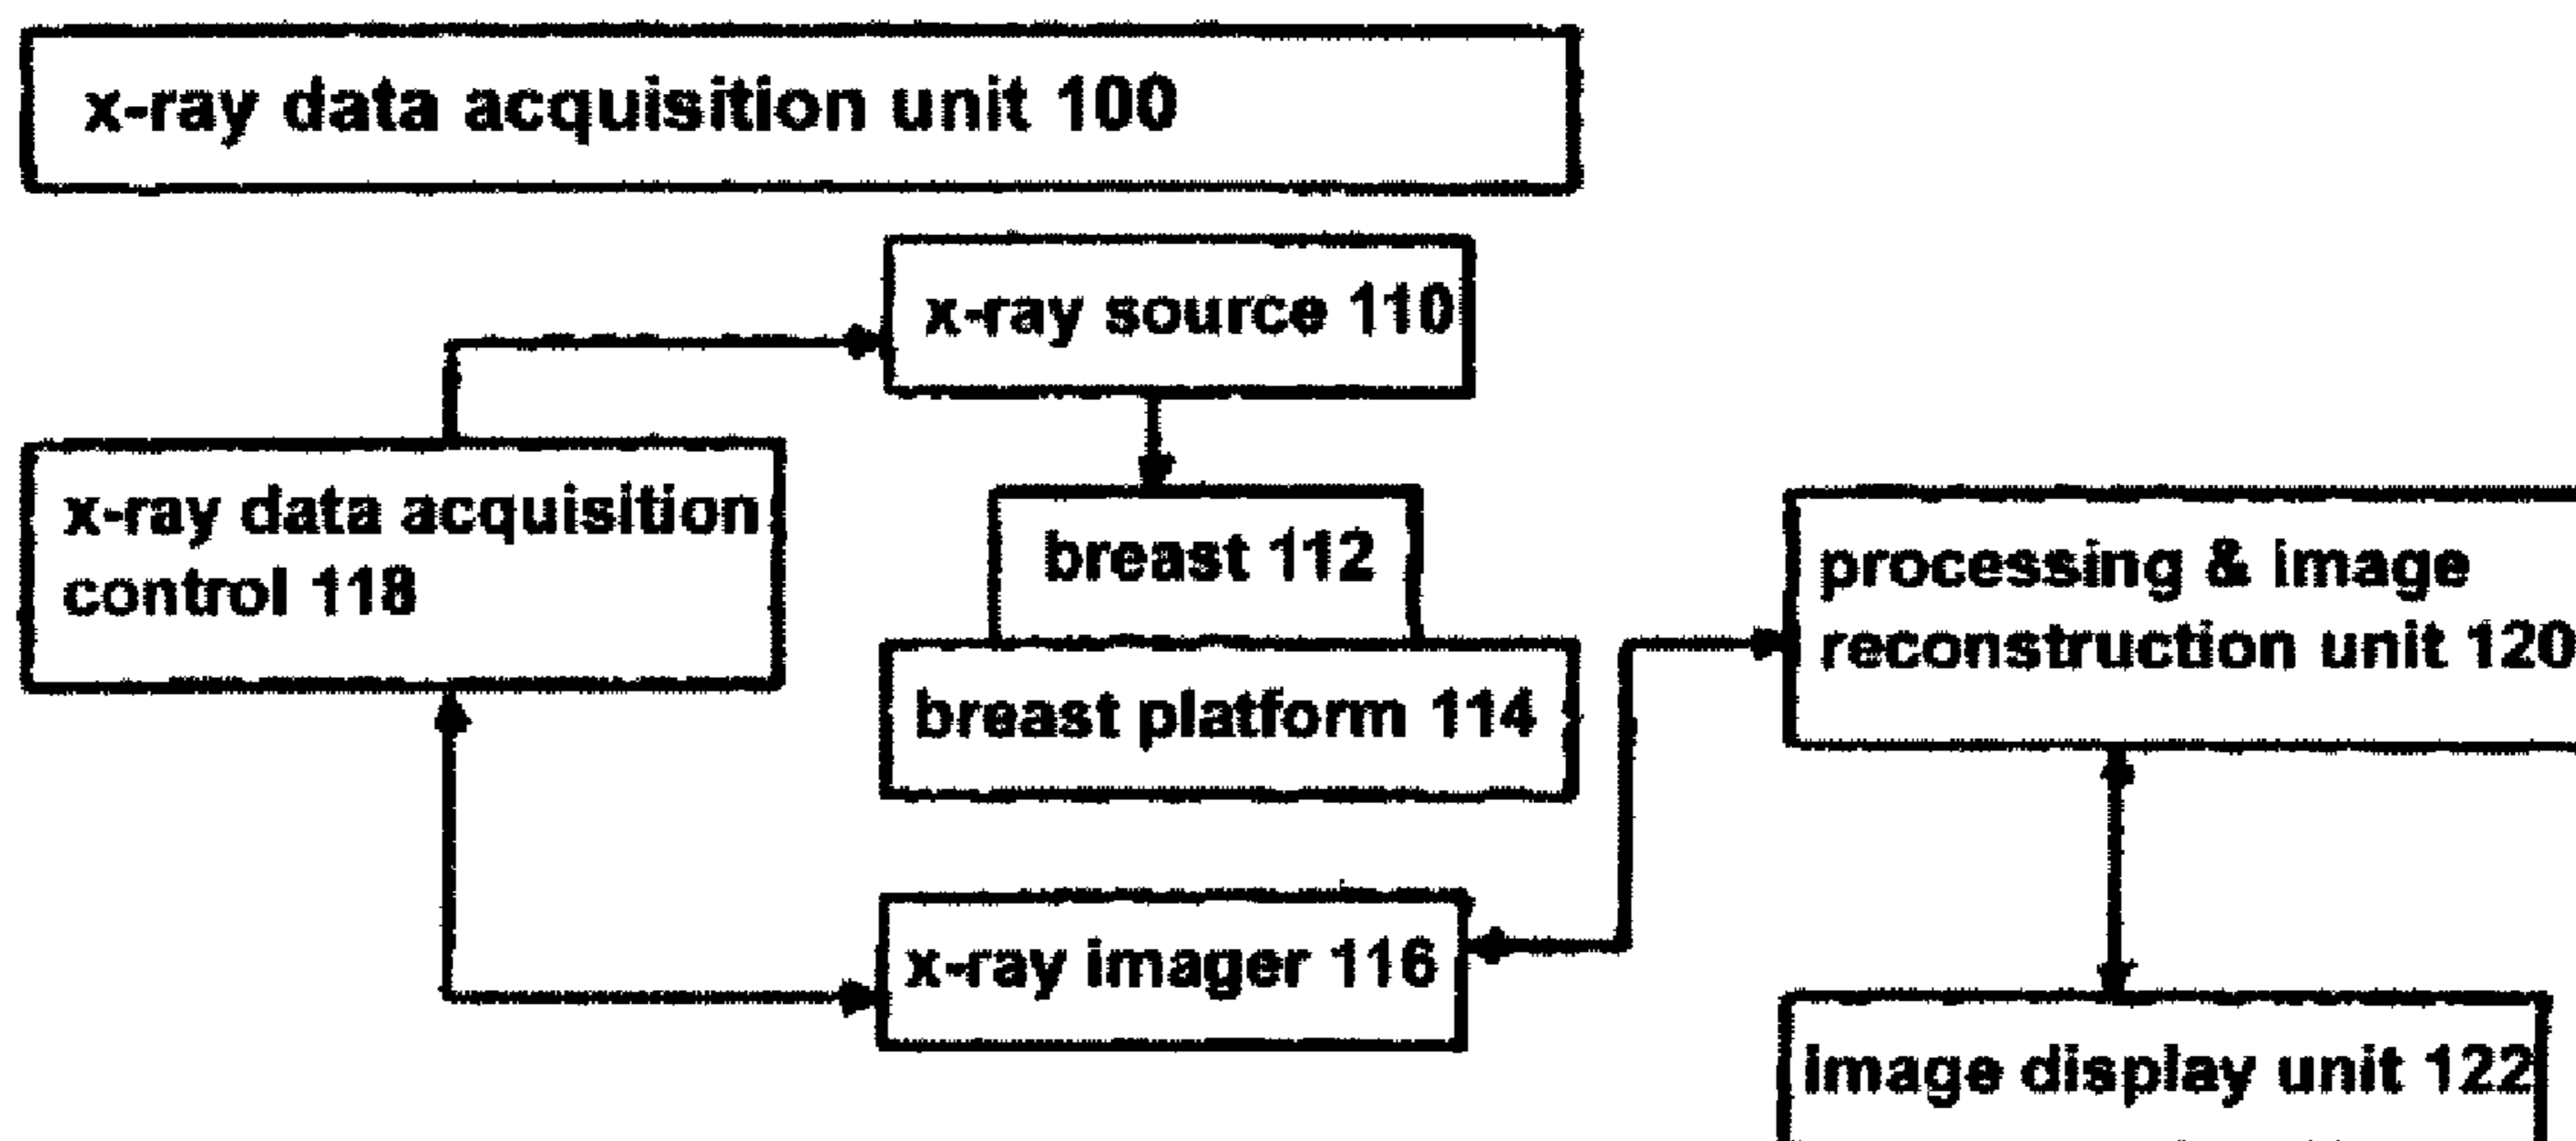 x-ray data acquisition unit 100
x-ray source 110
x-ray data acquisition
control 118
breast 112
processing & image
reconstruction unit 120
breast platform 114
x-ray imager 116
image display unit 122